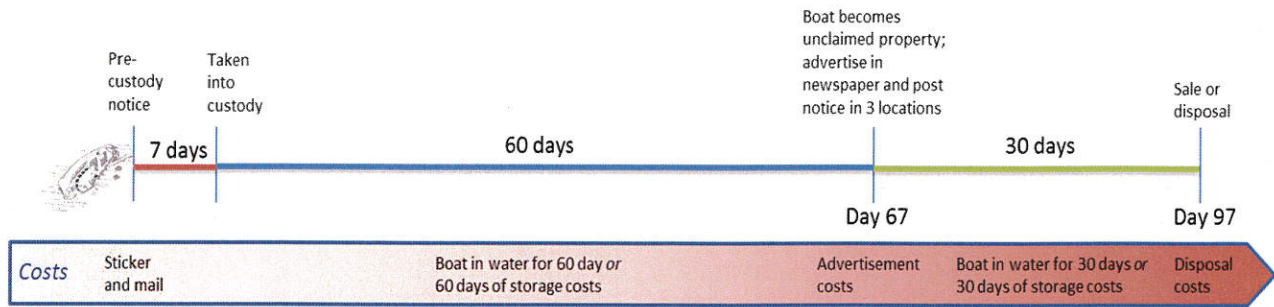 Pre-
custody
notice
Taken
into
custody
Boat becomes
unclaimed property;
advertise in
newspaper and post
notice in 3 locations
Sale or
disposal
7 days
60 days
30 days
Day 67
Day 97
Costs
Sticker
and mail
Boat in water for 60 day or
60 days of storage costs
Advertisement
costs
Boat in water for 30 days or
30 days of storage costs
Disposal
costs